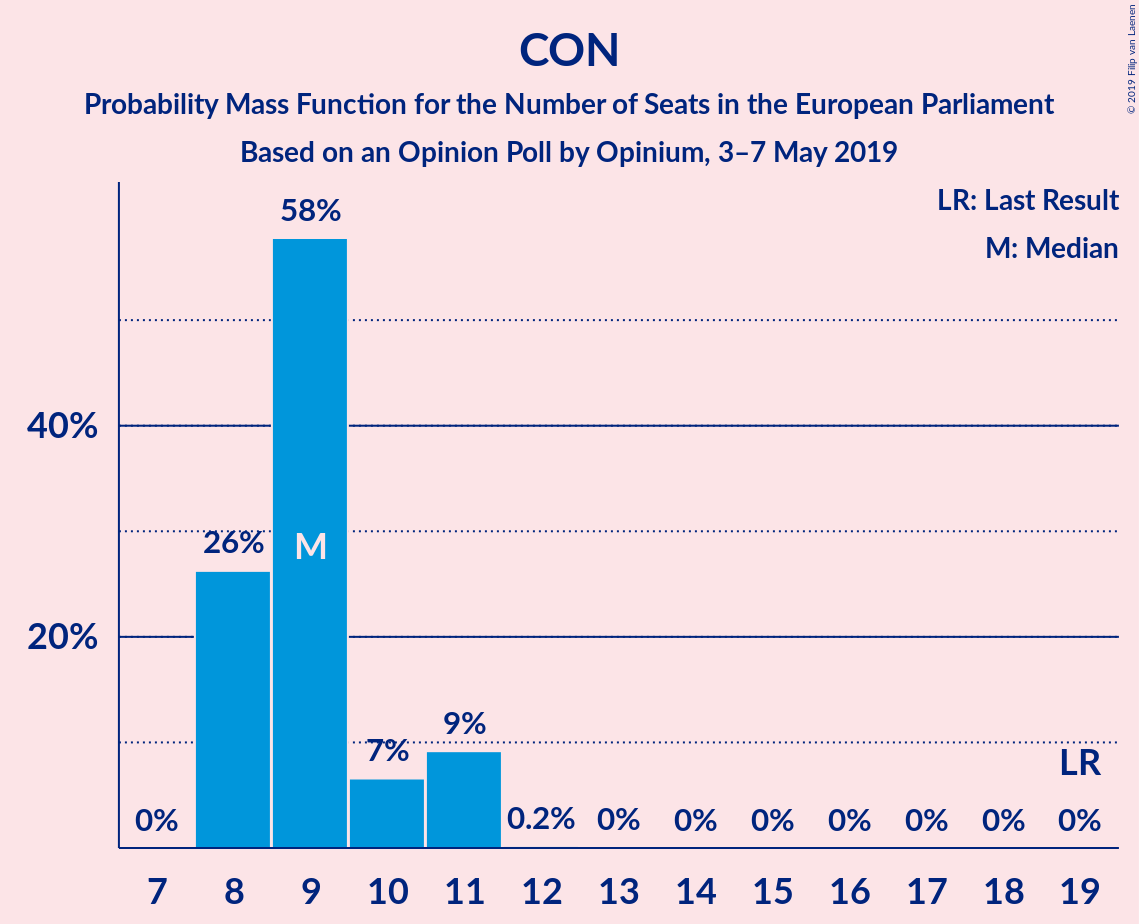 CON
Probability Mass Function for the Number of Seats in the European Parliament
Based on an Opinion Poll by Opinium, 3–7 May 2019
© 2019 Filip van Laenen
LR: Last Result
M: Median
58%
40%
26%
M
20%
9%
7%
LR
0%
0.2%
0%
0%
0%
0%
0%
0%
0%
7 8 9 10 11 12 13 14 15 16 17 18 19